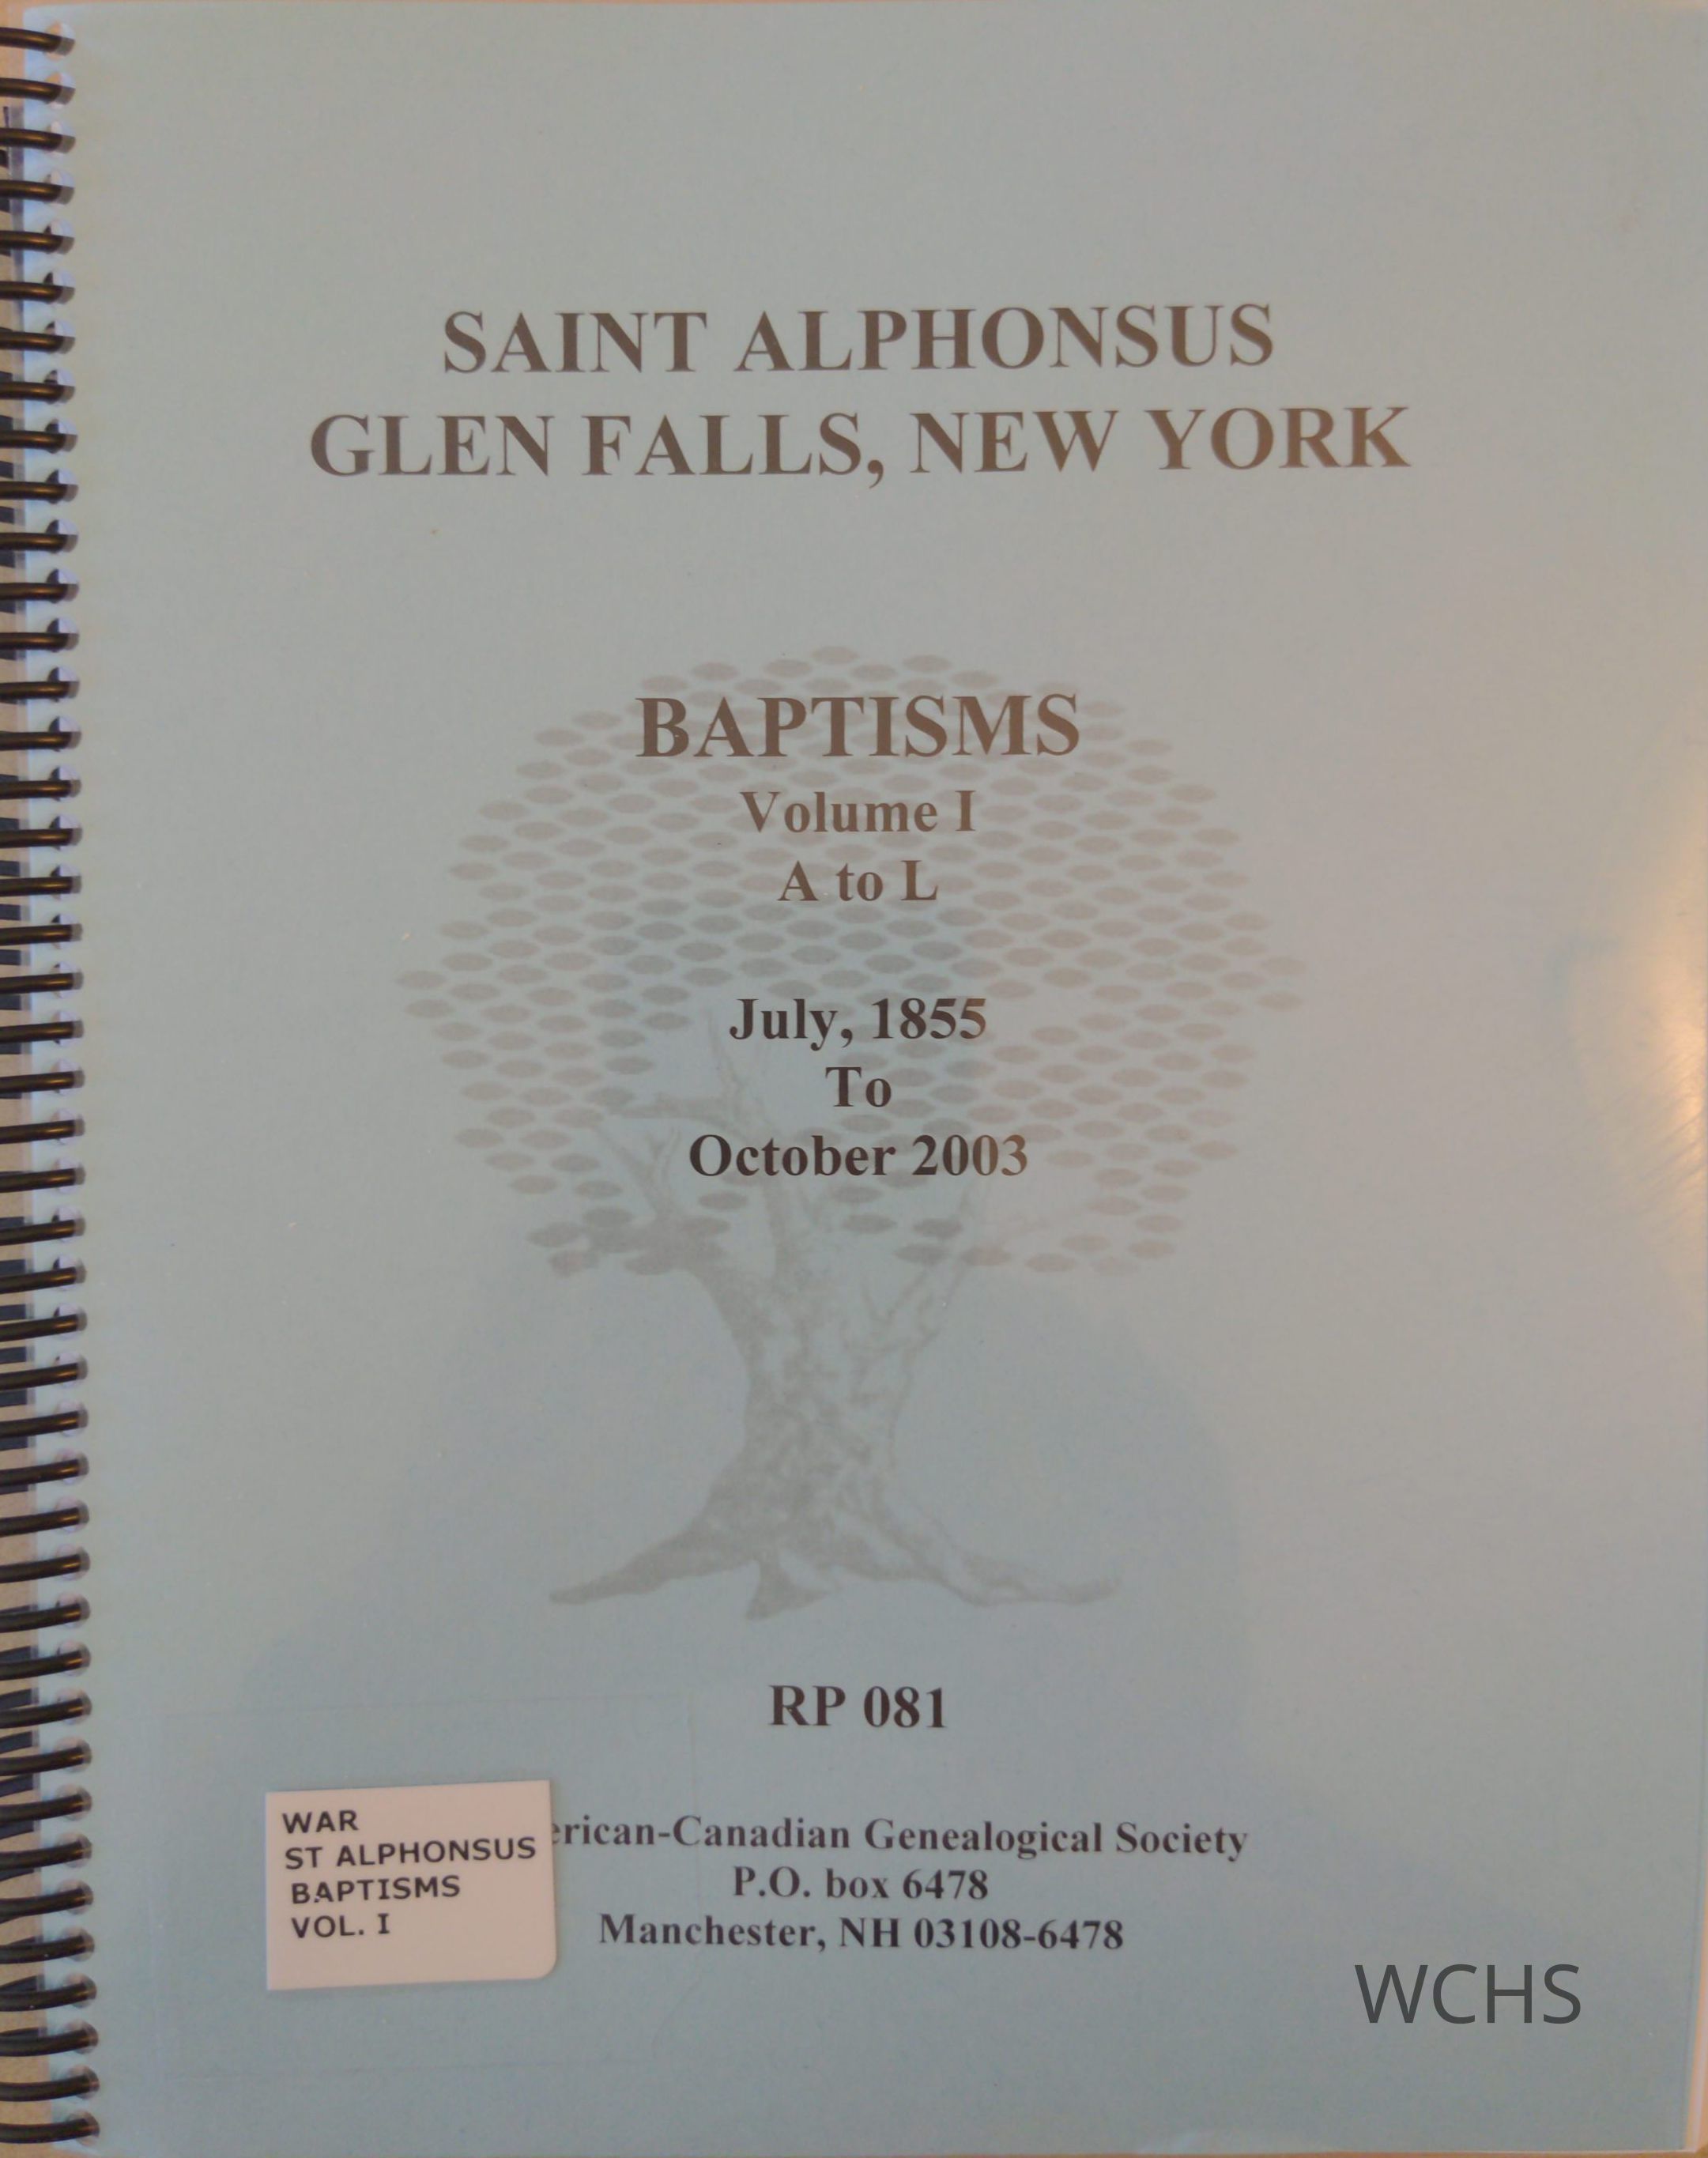 SAINT ALPHONSUS
GLEN FALLS, NEW YORK
BAPTISMS
Volume I
A to L
July, 1855
To
October 2003
RP 081
WAR
ST ALPHONSUS
BAPTISMS
VOL. I
erican-Canadian Genealogical Society
P.O. box 6478
Manchester, NH 03108-6478
WCHS